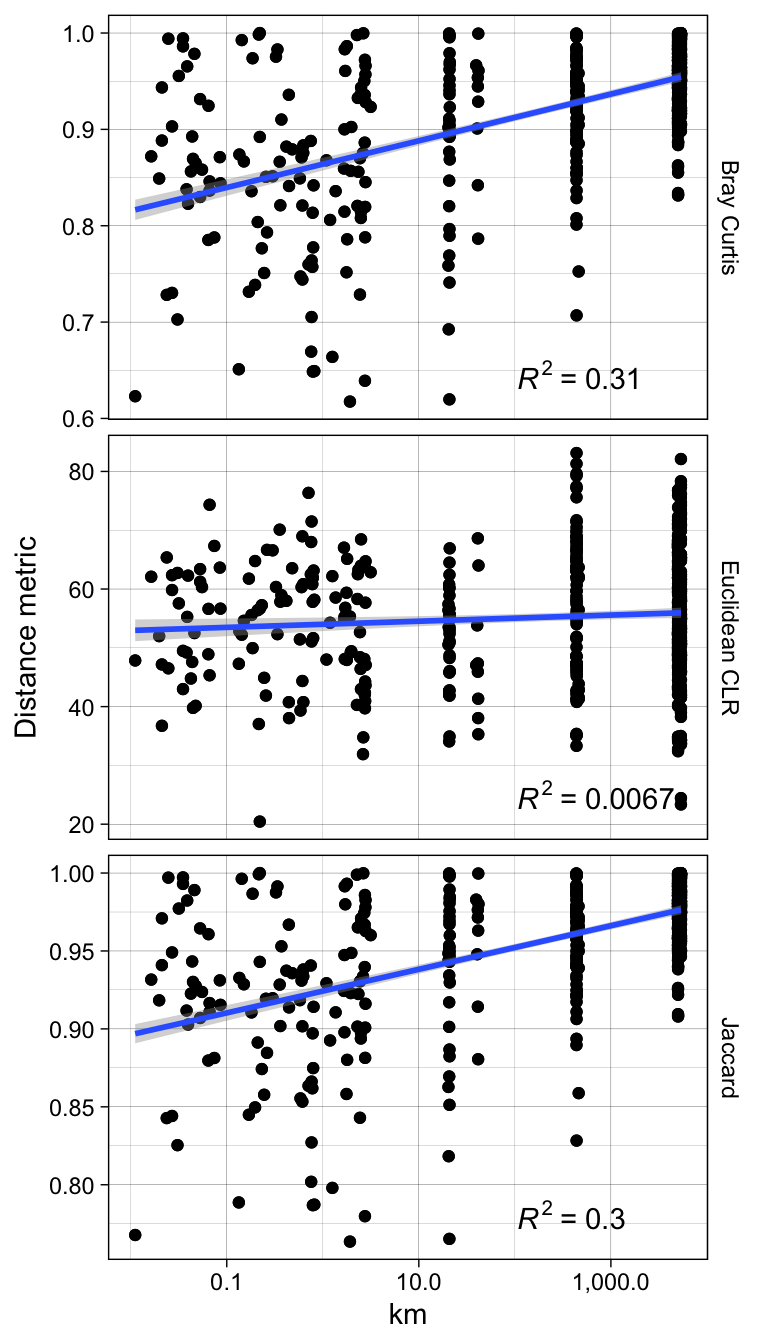 1.0
0.9
0.8
0.7
0.6
R² = 0.31
Bray Curtis
Distance metric
80
60
40
20
R² = 0.0067
Euclidean CLR
1.00
0.95
0.90
0.85
0.80
R² = 0.3
Jaccard
0.1 10.0 1,000.0
km